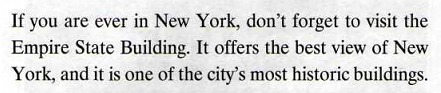 If you are ever in New York, don’t forget to visit the
Empire State Building. It offers the best view of New
York, and it is one of the city’s most historic buildings.